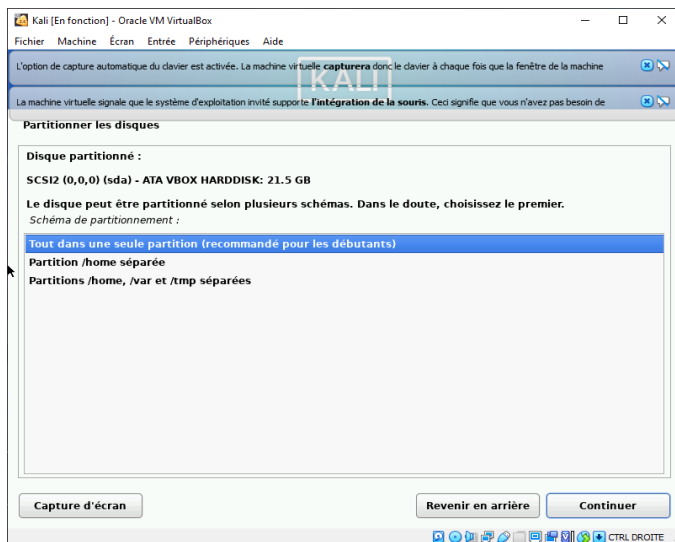 Kali [En fonction] - Oracle VM VirtualBox
Fichier Machine Écran Entrée Périphériques Aide
L'option de capture automatique du clavier est activée. La machine virtuelle capturera donc le clavier à chaque fois que la fenêtre de la machine
KALI
La machine virtuelle signale que le système d'exploitation invité supporte l'intégration de la souris. Ceci signifie que vous n'avez pas besoin de
Partitionner les disques
Disque partitionné :
SCSI2 (0,0,0) (sda) - ATA VBOX HARDDISK: 21.5 GB
Le disque peut être partitionné selon plusieurs schémas. Dans le doute, choisissez le premier.
Schéma de partitionnement :
Tout dans une seule partition (recommandé pour les débutants)
Partition /home séparée
Partitions /home, /var et /tmp séparées
Capture d'écran Revenir en arrière Continuer
CTRL DROITE